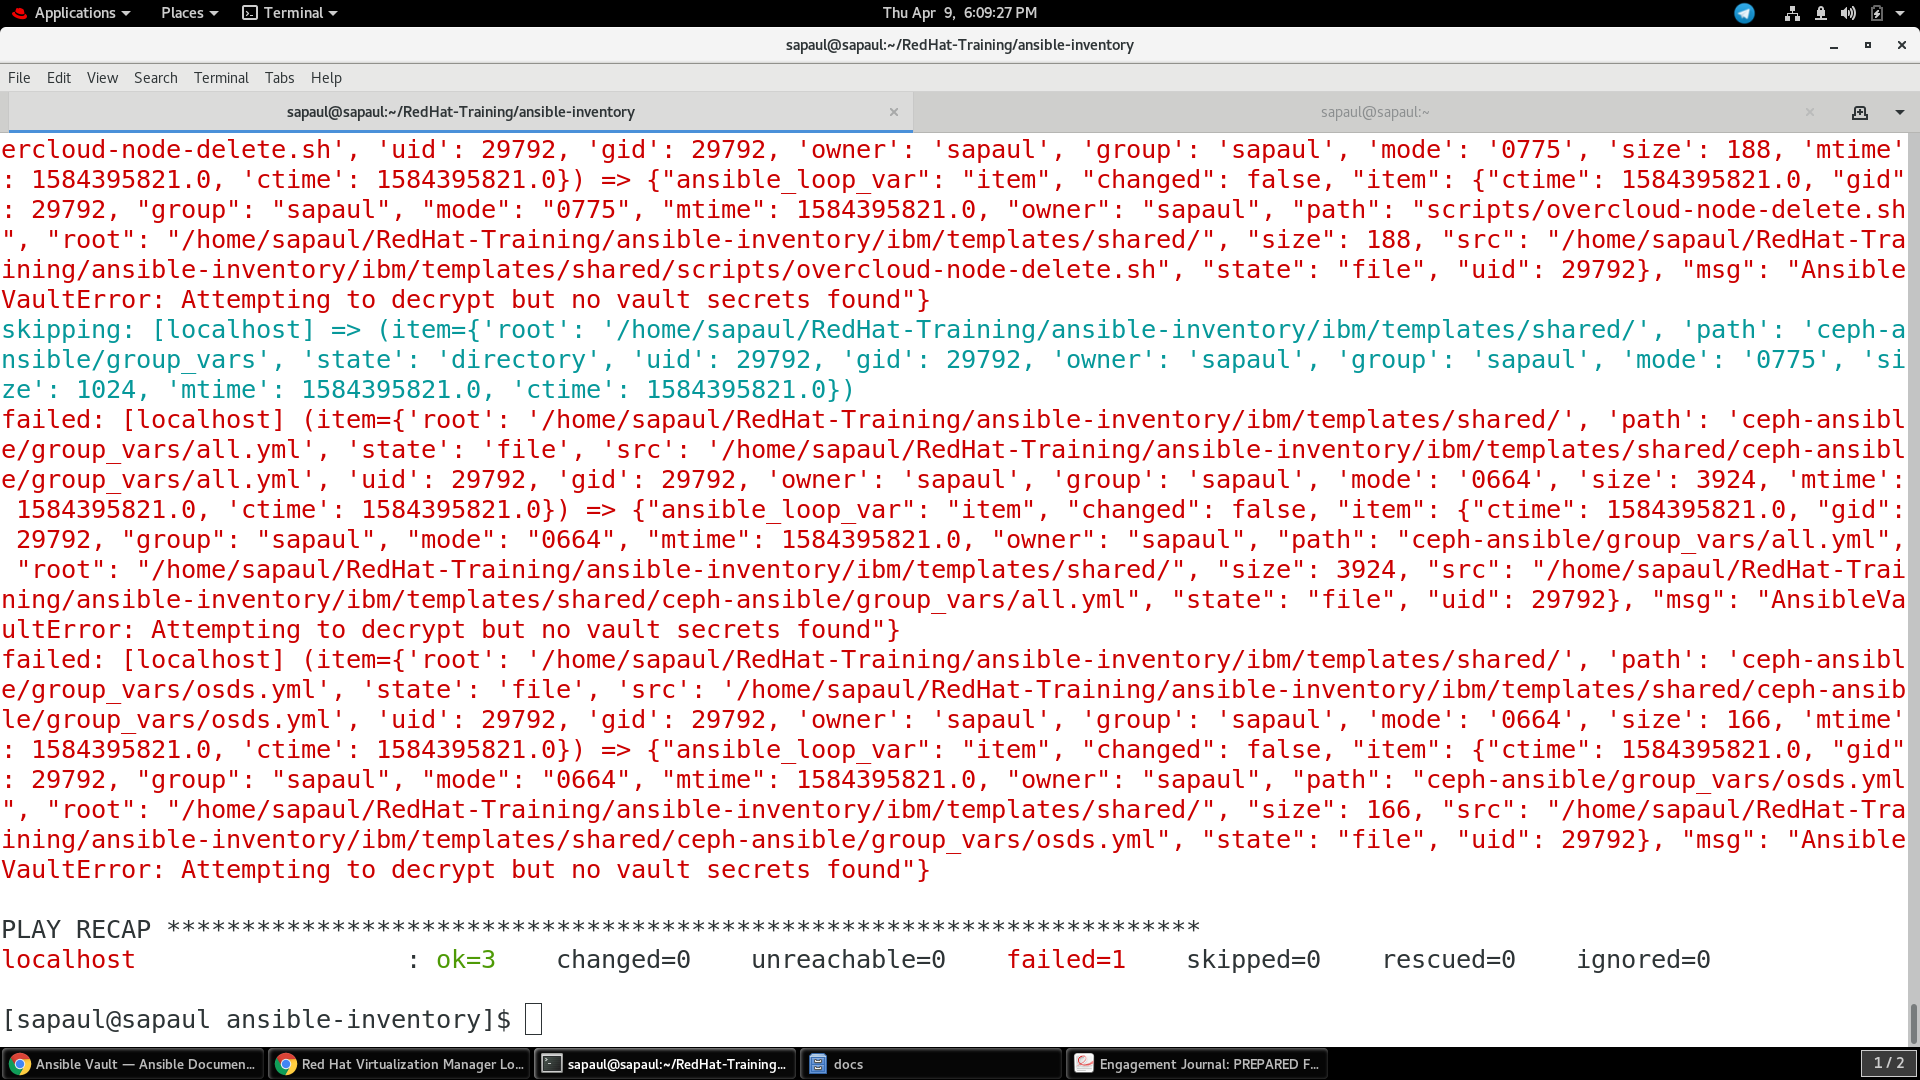 Applications
Places
Terminal
Thu Apr 9, 6:09:27 PM
sapaul@sapaul:~/RedHat-Training/ansible-inventory
File Edit View Search Terminal Tabs Help
sapaul@sapaul:~/RedHat-Training/ansible-inventory
sapaul@sapaul:~
ercloud-node-delete.sh', 'uid': 29792, 'gid': 29792, 'owner': 'sapaul', 'group': 'sapaul', 'mode': '0775', 'size': 188, 'mtime'
: 1584395821.0, 'ctime': 1584395821.0}) => {"ansible_loop_var": "item", "changed": false, "item": {"ctime": 1584395821.0, "gid"
: 29792, "group": "sapaul", "mode": "0775", "mtime": 1584395821.0, "owner": "sapaul", "path": "scripts/overcloud-node-delete.sh
", "root": "/home/sapaul/RedHat-Training/ansible-inventory/ibm/templates/shared/", "size": 188, "src": "/home/sapaul/RedHat-Tra
ining/ansible-inventory/ibm/templates/shared/scripts/overcloud-node-delete.sh", "state": "file", "uid": 29792}, "msg": "Ansible
VaultError: Attempting to decrypt but no vault secrets found"}
skipping: [localhost] => (item={'root': '/home/sapaul/RedHat-Training/ansible-inventory/ibm/templates/shared/', 'path': 'ceph-a
nsible/group_vars', 'state': 'directory', 'uid': 29792, 'gid': 29792, 'owner': 'sapaul', 'group': 'sapaul', 'mode': '0775', 'si
ze': 1024, 'mtime': 1584395821.0, 'ctime': 1584395821.0})
failed: [localhost] (item={'root': '/home/sapaul/RedHat-Training/ansible-inventory/ibm/templates/shared/', 'path': 'ceph-ansibl
e/group_vars/all.yml', 'state': 'file', 'src': '/home/sapaul/RedHat-Training/ansible-inventory/ibm/templates/shared/ceph-ansibl
e/group_vars/all.yml', 'uid': 29792, 'gid': 29792, 'owner': 'sapaul', 'group': 'sapaul', 'mode': '0664', 'size': 3924, 'mtime':
 1584395821.0, 'ctime': 1584395821.0}) => {"ansible_loop_var": "item", "changed": false, "item": {"ctime": 1584395821.0, "gid":
 29792, "group": "sapaul", "mode": "0664", "mtime": 1584395821.0, "owner": "sapaul", "path": "ceph-ansible/group_vars/all.yml",
 "root": "/home/sapaul/RedHat-Training/ansible-inventory/ibm/templates/shared/", "size": 3924, "src": "/home/sapaul/RedHat-Trai
ning/ansible-inventory/ibm/templates/shared/ceph-ansible/group_vars/all.yml", "state": "file", "uid": 29792}, "msg": "AnsibleVa
ultError: Attempting to decrypt but no vault secrets found"}
failed: [localhost] (item={'root': '/home/sapaul/RedHat-Training/ansible-inventory/ibm/templates/shared/', 'path': 'ceph-ansibl
e/group_vars/osds.yml', 'state': 'file', 'src': '/home/sapaul/RedHat-Training/ansible-inventory/ibm/templates/shared/ceph-ansib
le/group_vars/osds.yml', 'uid': 29792, 'gid': 29792, 'owner': 'sapaul', 'group': 'sapaul', 'mode': '0664', 'size': 166, 'mtime'
: 1584395821.0, 'ctime': 1584395821.0}) => {"ansible_loop_var": "item", "changed": false, "item": {"ctime": 1584395821.0, "gid"
: 29792, "group": "sapaul", "mode": "0664", "mtime": 1584395821.0, "owner": "sapaul", "path": "ceph-ansible/group_vars/osds.yml
", "root": "/home/sapaul/RedHat-Training/ansible-inventory/ibm/templates/shared/", "size": 166, "src": "/home/sapaul/RedHat-Tra
ining/ansible-inventory/ibm/templates/shared/ceph-ansible/group_vars/osds.yml", "state": "file", "uid": 29792}, "msg": "Ansible
VaultError: Attempting to decrypt but no vault secrets found"}
PLAY RECAP *********************************************************************
localhost : ok=3 changed=0 unreachable=0 failed=1 skipped=0 rescued=0 ignored=0
[sapaul@sapaul ansible-inventory]$
Ansible Vault — Ansible Documen...
Red Hat Virtualization Manager Lo...
sapaul@sapaul:~/RedHat-Training...
docs
Engagement Journal: PREPARED F...
1 / 2